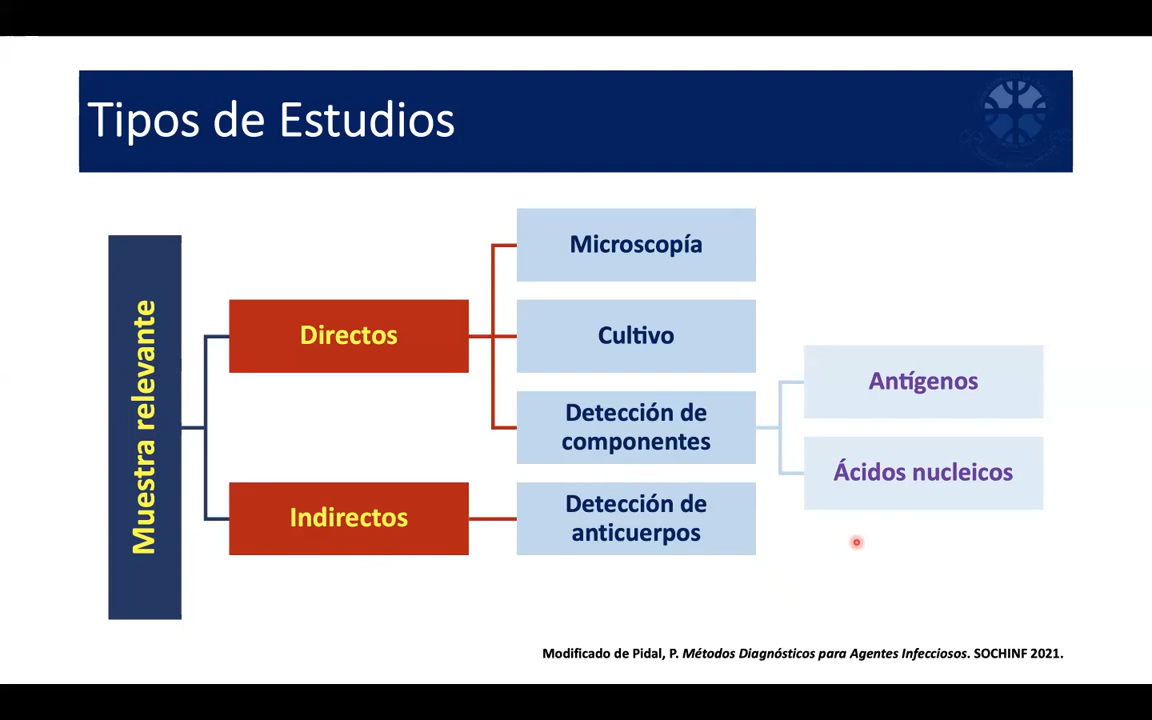 Tipos de Estudios
Muestra relevante
Directos
Indirectos
Microscopía
Cultivo
Detección de
componentes
Detección de
anticuerpos
Antígenos
Ácidos nucleicos
Modificado de Pidal, P. Métodos Diagnósticos para Agentes Infecciosos. SOCHINF 2021.